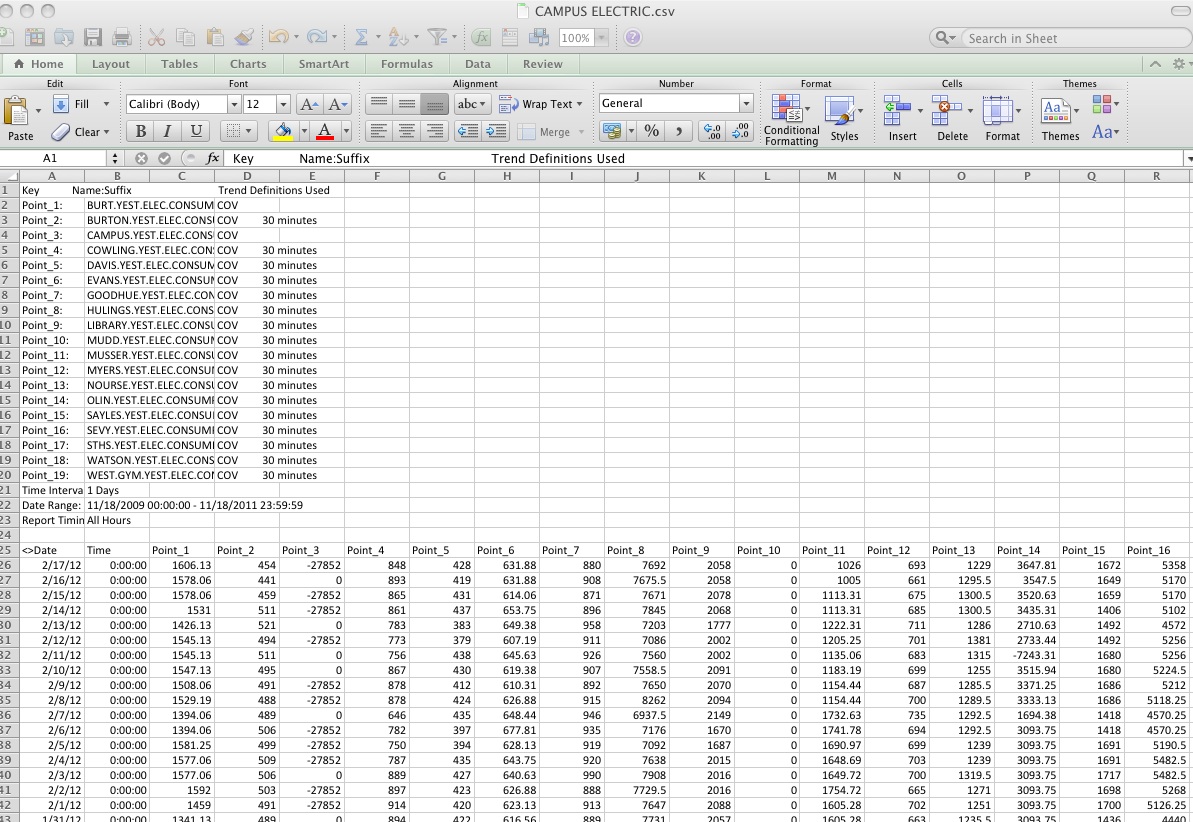 CAMPUS ELECTRIC.csv
100%
Search in Sheet
Home Layout Tables Charts SmartArt Formulas Data Review
Edit Font Alignment Number Format Cells Themes
Fill Calibri (Body) 12 A A abc Wrap Text General
Paste Clear B I U A Merge % Conditional Formatting Styles Insert Delete Format Themes Aa
A1 fx Key Name:Suffix Trend Definitions Used
A B C D E F G H I J K L M N O P Q R
1 Key Name:Suffix Trend Definitions Used
2 Point_1: BURT.YEST.ELEC.CONSUM COV
3 Point_2: BURTON.YEST.ELEC.CONS COV 30 minutes
4 Point_3: CAMPUS.YEST.ELEC.CONS COV
5 Point_4: COWLING.YEST.ELEC.CON COV 30 minutes
6 Point_5: DAVIS.YEST.ELEC.CONSUM COV 30 minutes
7 Point_6: EVANS.YEST.ELEC.CONSUM COV 30 minutes
8 Point_7: GOODHUE.YEST.ELEC.CON COV 30 minutes
9 Point_8: HULINGS.YEST.ELEC.CONS COV 30 minutes
10 Point_9: LIBRARY.YEST.ELEC.CONSU COV 30 minutes
11 Point_10: MUDD.YEST.ELEC.CONSU COV 30 minutes
12 Point_11: MUSSER.YEST.ELEC.CONS COV 30 minutes
13 Point_12: MYERS.YEST.ELEC.CONSU COV 30 minutes
14 Point_13: NOURSE.YEST.ELEC.CONS COV 30 minutes
15 Point_14: OLIN.YEST.ELEC.CONSUM COV 30 minutes
16 Point_15: SAYLES.YEST.ELEC.CONSU COV 30 minutes
17 Point_16: SEVY.YEST.ELEC.CONSUM COV 30 minutes
18 Point_17: STHS.YEST.ELEC.CONSUM COV 30 minutes
19 Point_18: WATSON.YEST.ELEC.CONS COV 30 minutes
20 Point_19: WEST.GYM.YEST.ELEC.CO COV 30 minutes
21 Time Interva 1 Days
22 Date Range: 11/18/2009 00:00:00 - 11/18/2011 23:59:59
23 Report Timin All Hours
24
25 <>Date Time Point_1 Point_2 Point_3 Point_4 Point_5 Point_6 Point_7 Point_8 Point_9 Point_10 Point_11 Point_12 Point_13 Point_14 Point_15 Point_16
26 2/17/12 0:00:00 1606.13 454 -27852 848 428 631.88 880 7692 2058 0 1026 693 1229 3647.81 1672 5358
27 2/16/12 0:00:00 1578.06 441 0 893 419 631.88 908 7675.5 2058 0 1005 661 1295.5 3547.5 1649 5170
28 2/15/12 0:00:00 1578.06 459 -27852 865 431 614.06 871 7671 2078 0 1113.31 675 1300.5 3520.63 1659 5170
29 2/14/12 0:00:00 1531 511 -27852 861 437 653.75 896 7845 2068 0 1113.31 685 1300.5 3435.31 1606 5102
30 2/13/12 0:00:00 1426.13 521 0 783 383 649.38 958 7203 1777 0 1222.31 711 1286 2710.63 1492 4572
31 2/12/12 0:00:00 1545.13 494 -27852 773 379 607.19 911 7086 2002 0 1205.25 701 1381 2733.44 1492 5256
32 2/11/12 0:00:00 1545.13 511 0 756 438 645.63 926 7560 2002 0 1135.06 683 1315 -7243.31 1680 5256
33 2/10/12 0:00:00 1547.13 495 0 867 430 619.38 907 7558.5 2091 0 1183.19 699 1255 3515.94 1680 5224.5
34 2/9/12 0:00:00 1508.06 491 -27852 878 412 610.31 892 7650 2070 0 1154.44 687 1285.5 3371.25 1686 5212
35 2/8/12 0:00:00 1529.19 488 -27852 878 424 626.88 915 8262 2094 0 1154.44 700 1289.5 3333.13 1686 5118.25
36 2/7/12 0:00:00 1394.06 489 0 646 435 648.44 946 6937.5 2149 0 1732.63 735 1292.5 1694.38 1418 4570.25
37 2/6/12 0:00:00 1394.06 506 -27852 782 397 677.81 935 7176 1670 0 1741.78 694 1292.5 3093.75 1418 4570.25
38 2/5/12 0:00:00 1581.25 499 -27852 750 394 628.13 919 7092 1687 0 1690.97 699 1239 3093.75 1691 5190.5
39 2/4/12 0:00:00 1577.06 509 -27852 787 435 643.75 920 7638 2015 0 1648.69 703 1239 3093.75 1691 5482.5
40 2/3/12 0:00:00 1577.06 506 0 889 427 640.63 990 7908 2016 0 1649.72 700 1319.5 3093.75 1717 5482.5
41 2/2/12 0:00:00 1592 503 -27852 897 423 626.88 888 7729.5 2016 0 1754.72 665 1271 3093.75 1698 5268
42 2/1/12 0:00:00 1459 491 -27852 914 420 623.13 913 7647 2088 0 1605.28 702 1251 3093.75 1700 5126.25
43 1/31/12 0:00:00 1341.13 489 0 894 422 616.56 889 7731 2057 0 1605.28 663 1235.5 3093.75 1436 4440